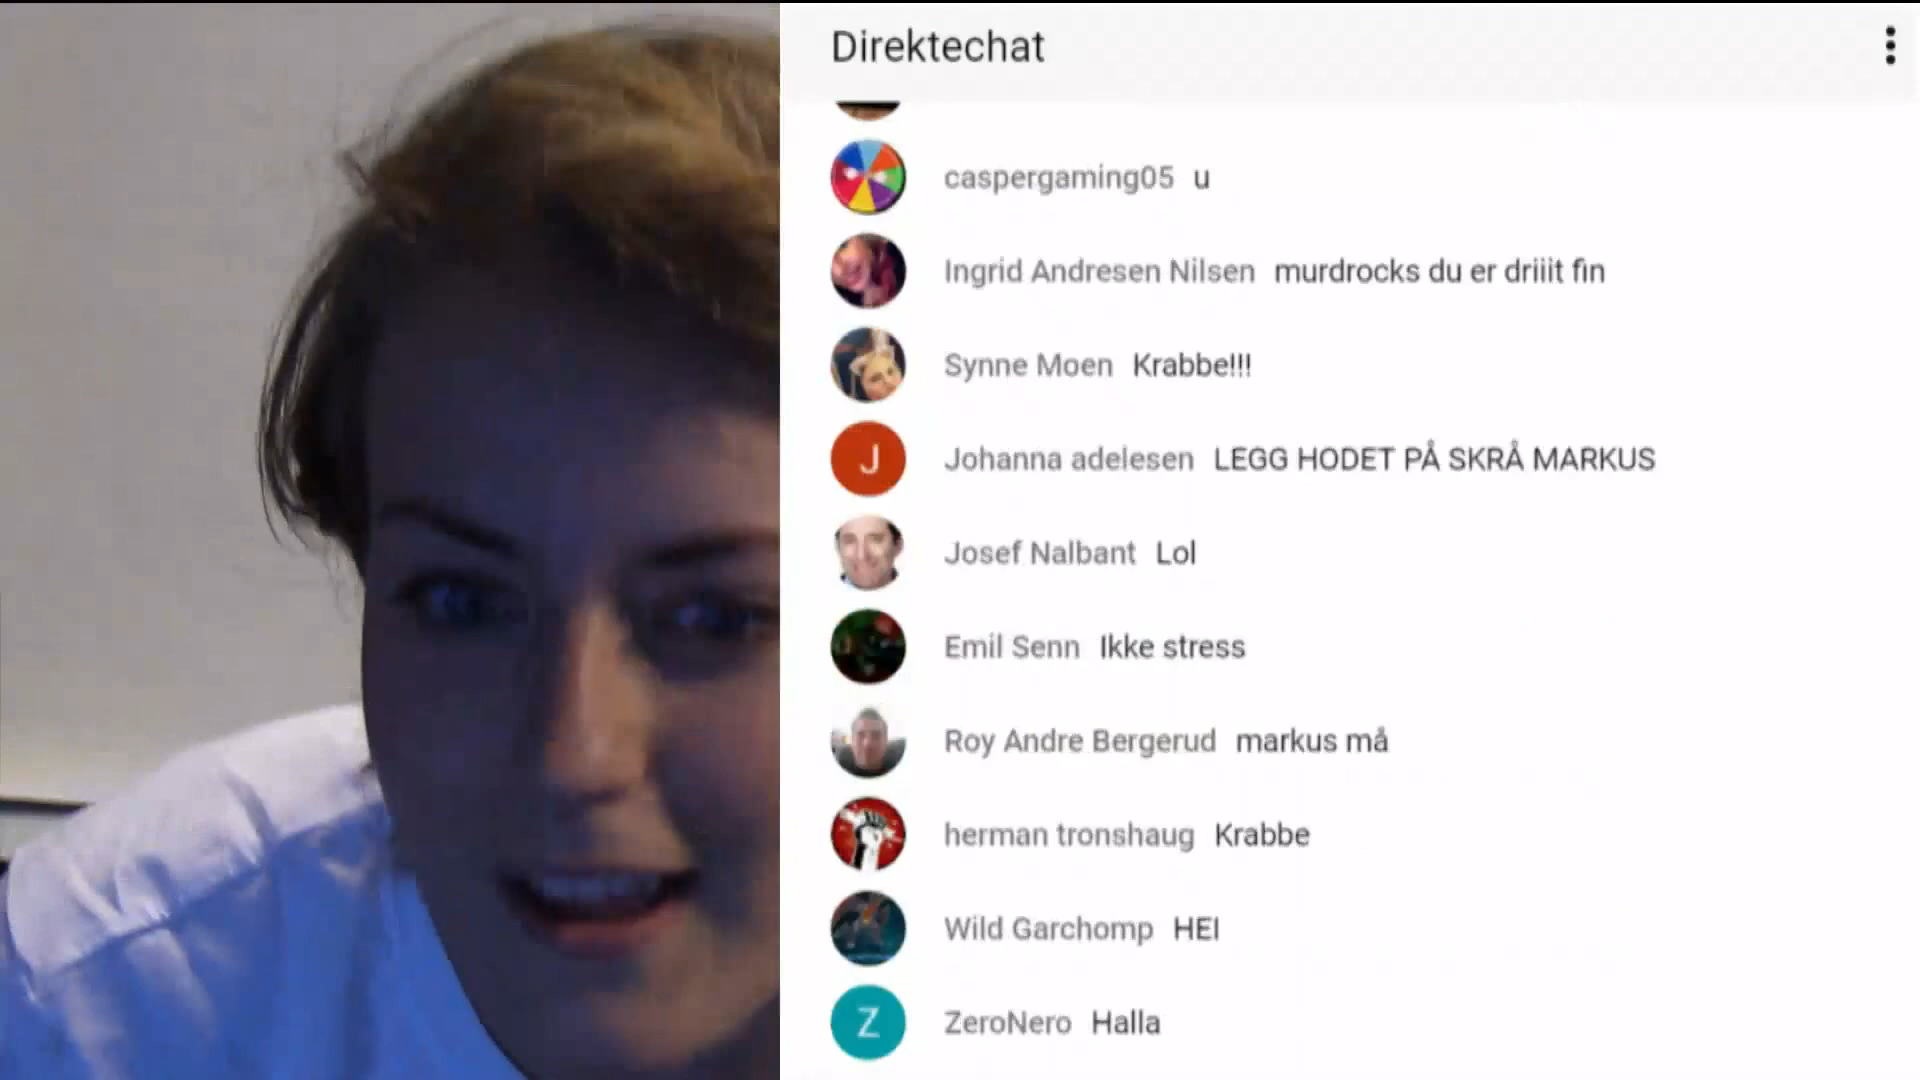 Direktechat
caspergaming05 u
Ingrid Andresen Nilsen murdrocks du er driiit fin
Synne Moen Krabbe!!!
J Johanna adelesen LEGG HODET PÅ SKRÅ MARKUS
Josef Nalbant Lol
Emil Senn Ikke stress
Roy Andre Bergerud markus må
herman tronshaug Krabbe
Wild Garchomp HEI
Z ZeroNero Halla